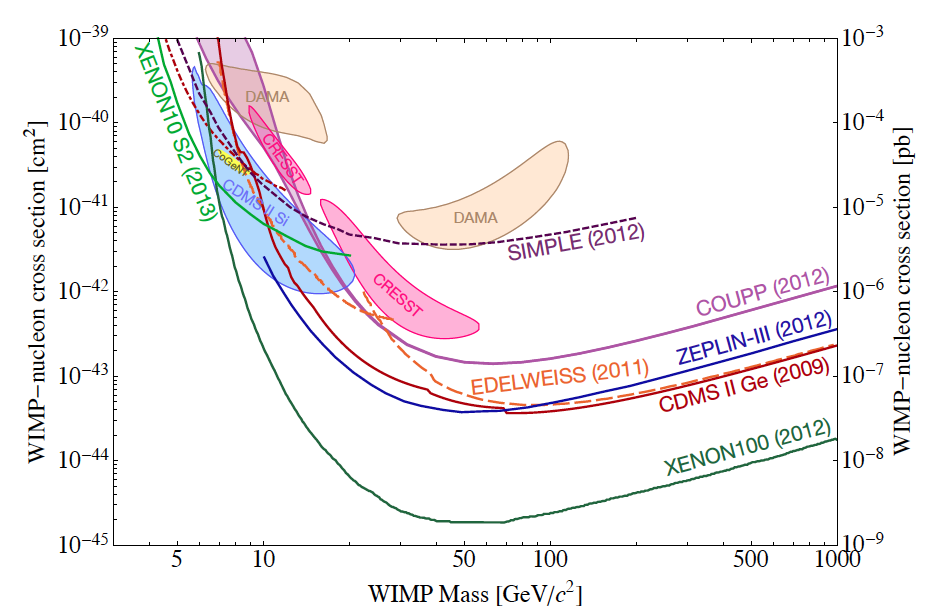 10−39
10−40
10−41
10−42
10−43
10−44
10−45
WIMP−nucleon cross section [cm2]
10−3
10−4
10−5
10−6
10−7
10−8
10−9
WIMP−nucleon cross section [pb]
XENON10 S2 (2013)
DAMA
CRESST
CoGeNT
CDMS II Si
DAMA
SIMPLE (2012)
CRESST
COUPP (2012)
ZEPLIN-III (2012)
EDELWEISS (2011)
CDMS II Ge (2009)
XENON100 (2012)
5
10
50
100
500
1000
WIMP Mass [GeV/c2]